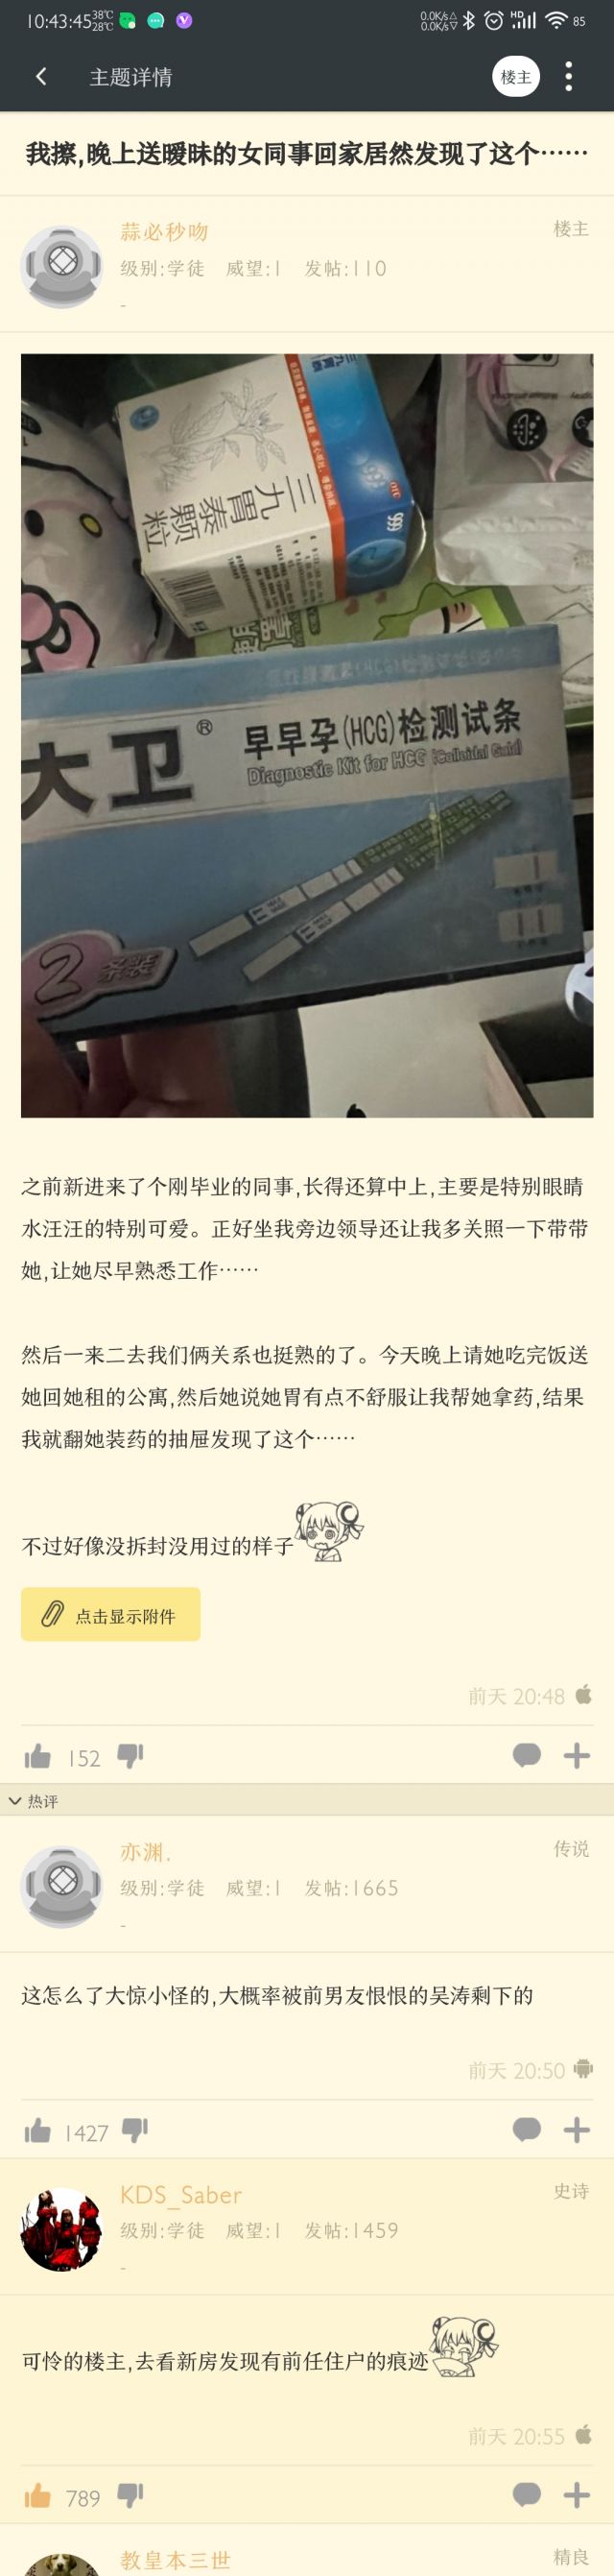 10:43:45 38℃ 28℃
0.0K/s△ 0.0K/s▽ HD 85
主题详情
楼主
我擦,晚上送暧昧的女同事回家居然发现了这个……
蒜必秒吻
楼主
级别:学徒 威望:1 发帖:110
-
三九胃泰颗粒
999
OTC
大卫®
早早孕(HCG)检测试条
Diagnostic Kit for HCG (Colloidal Gold)
2条装
之前新进来了个刚毕业的同事,长得还算中上,主要是特别眼睛
水汪汪的特别可爱。正好坐我旁边领导还让我多关照一下带带
她,让她尽早熟悉工作……
然后一来二去我们俩关系也挺熟的了。今天晚上请她吃完饭送
她回她租的公寓,然后她说她胃有点不舒服让我帮她拿药,结果
我就翻她装药的抽屉发现了这个……
不过好像没拆封没用过的样子
点击显示附件
前天 20:48
152
热评
亦渊.
传说
级别:学徒 威望:1 发帖:1665
-
这怎么了大惊小怪的,大概率被前男友恨恨的吴涛剩下的
前天 20:50
1427
KDS_Saber
史诗
级别:学徒 威望:1 发帖:1459
-
可怜的楼主,去看新房发现有前任住户的痕迹
前天 20:55
789
教皇本三世
精良